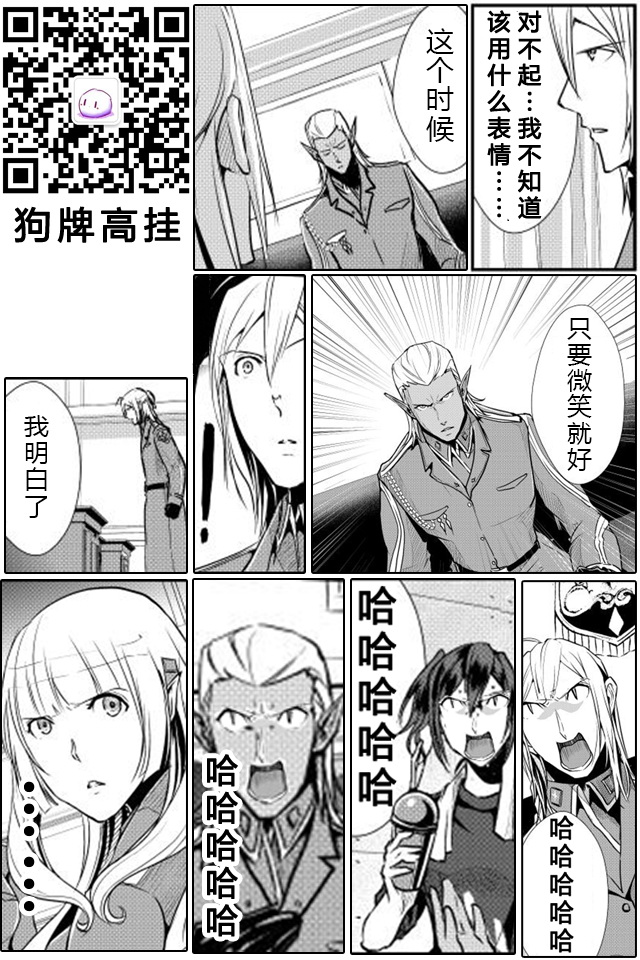 对不起…我不知道
该用什么表情……
这个时候
只要微笑就好
！
我明白了
哈哈哈哈哈
哈哈哈哈哈
哈哈哈哈哈
……
狗牌高挂